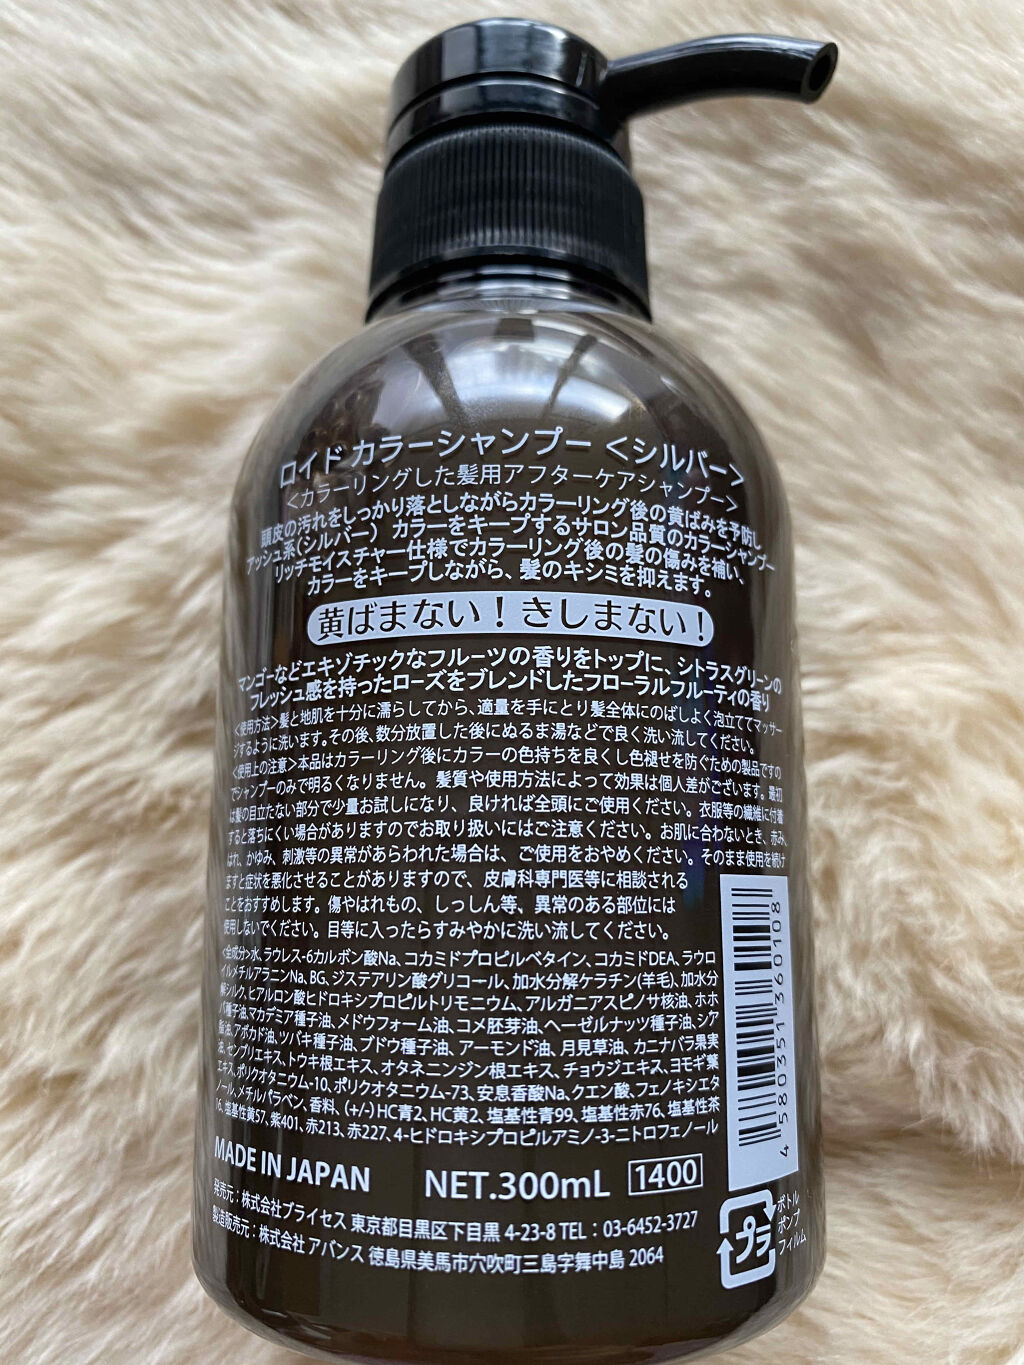 ロイド カラーシャンプー <シルバー>
<カラーリングした髪用アフターケアシャンプー>
頭皮の汚れをしっかり落としながらカラーリング後の黄ばみを予防し、
アッシュ系(シルバー) カラーをキープするサロン品質のカラーシャンプー
リッチモイスチャー仕様でカラーリング後の髪の傷みを補い、
カラーをキープしながら、髪のキシミを抑えます。
黄ばまない！きしまない！
マンゴーなどエキゾチックなフルーツの香りをトップに、シトラスグリーンの
フレッシュ感を持ったローズをブレンドしたフローラルフルーティの香り
<使用方法>髪と地肌を十分に濡らしてから、適量を手にとり髪全体にのばしよく泡立ててマッサー
ジするように洗います。その後、数分放置した後にぬるま湯などで良く洗い流してください。
<使用上の注意>本品はカラーリング後にカラーの色持ちを良くし色褪せを防ぐための製品ですの
でシャンプーのみで明るくなりません。髪質や使用方法によって効果は個人差がございます。最初
は髪の目立たない部分で少量お試しになり、良ければ全頭にご使用ください。衣服等の繊維に付着
すると落ちにくい場合がありますのでお取り扱いにはご注意ください。お肌に合わないとき、赤み、
はれ、かゆみ、刺激等の異常があらわれた場合は、ご使用をおやめください。そのまま使用を続け
ますと症状を悪化させることがありますので、皮膚科専門医等に相談される
ことをおすすめします。傷やはれもの、しっしん等、異常のある部位には
使用しないでください。目等に入ったらすみやかに洗い流してください。
<全成分>水、ラウレス-6カルボン酸Na、コカミドプロピルベタイン、コカミドDEA、ラウロ
イルメチルアラニンNa、BG、ジステアリン酸グリコール、加水分解ケラチン(羊毛)、加水分
解シルク、ヒアルロン酸ヒドロキシプロピルトリモニウム、アルガニアスピノサ核油、ホホ
バ種子油、マカデミア種子油、メドウフォーム油、コメ胚芽油、ヘーゼルナッツ種子油、シア
脂油、アボカド油、ツバキ種子油、ブドウ種子油、アーモンド油、月見草油、カニナバラ果実
油、センブリエキス、トウキ根エキス、オタネニンジン根エキス、チョウジエキス、ヨモギ葉
エキス、ポリクオタニウム-10、ポリクオタニウム-73、安息香酸Na、クエン酸、フェノキシエタ
ノール、メチルパラベン、香料、(+/-) HC青2、HC黄2、塩基性青99、塩基性赤76、塩基性茶
16、塩基性黄57、紫401、赤213、赤227、4-ヒドロキシプロピルアミノ-3-ニトロフェノール
MADE IN JAPAN NET.300mL 1400
発売元：株式会社ブライセス 東京都目黒区下目黒 4-23-8 TEL：03-6452-3727
製造販売元：株式会社 アバンス 徳島県美馬市穴吹町三島字舞中島 2064
4 580351 360108
プラ
ボトル
ポンプ
フィルム